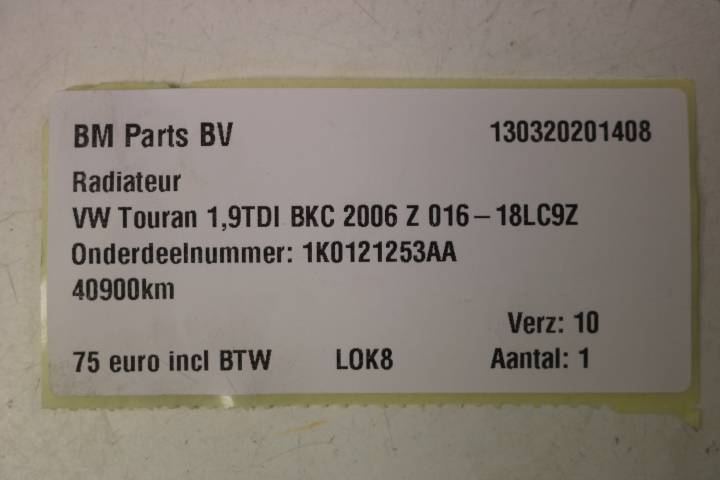 BM Parts BV 130320201408
Radiateur
VW Touran 1,9TDI BKC 2006 Z 016-18LC9Z
Onderdeelnummer: 1K0121253AA
40900km
Verz: 10
75 euro incl BTW LOK8 Aantal: 1